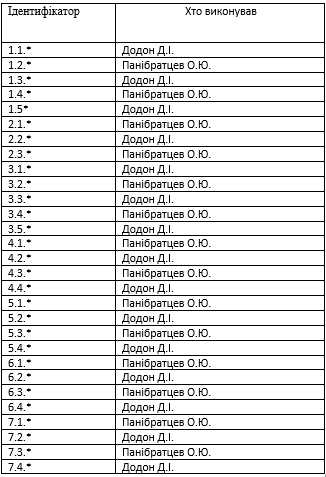 Ідентифікатор Хто виконував
1.1.* Додон Д.І.
1.2.* Панібратцев О.Ю.
1.3.* Додон Д.І.
1.4.* Панібратцев О.Ю.
1.5* Додон Д.І.
2.1.* Панібратцев О.Ю.
2.2.* Додон Д.І.
2.3.* Панібратцев О.Ю.
3.1.* Додон Д.І.
3.2.* Панібратцев О.Ю.
3.3.* Додон Д.І.
3.4.* Панібратцев О.Ю.
3.5.* Додон Д.І.
4.1.* Панібратцев О.Ю.
4.2.* Додон Д.І.
4.3.* Панібратцев О.Ю.
4.4.* Додон Д.І.
5.1.* Панібратцев О.Ю.
5.2.* Додон Д.І.
5.3.* Панібратцев О.Ю.
5.4.* Додон Д.І.
6.1.* Панібратцев О.Ю.
6.2.* Додон Д.І.
6.3.* Панібратцев О.Ю.
6.4.* Додон Д.І.
7.1.* Панібратцев О.Ю.
7.2.* Додон Д.І.
7.3.* Панібратцев О.Ю.
7.4.* Додон Д.І.